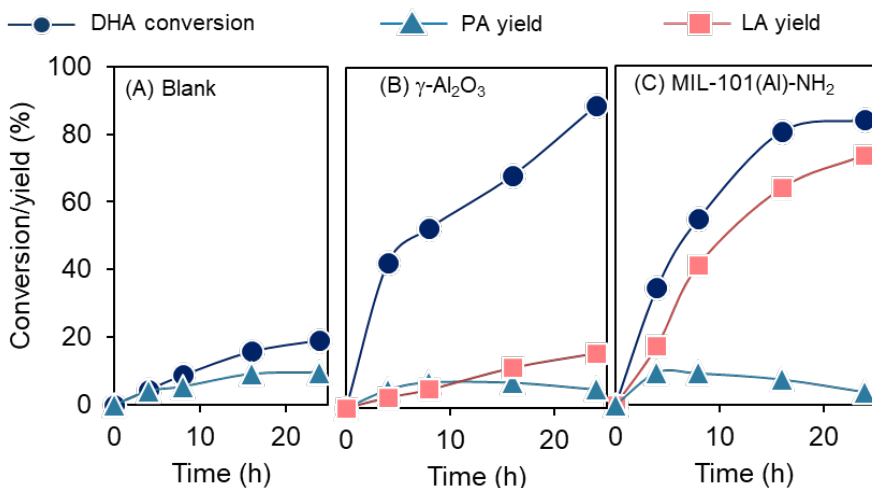 DHA conversion PA yield LA yield
Conversion/yield (%)
100
80
60
40
20
0
(A) Blank
(B) γ-Al₂O₃
(C) MIL-101(Al)-NH₂
0 20
0 10 20
0 10 20
Time (h)
Time (h)
Time (h)